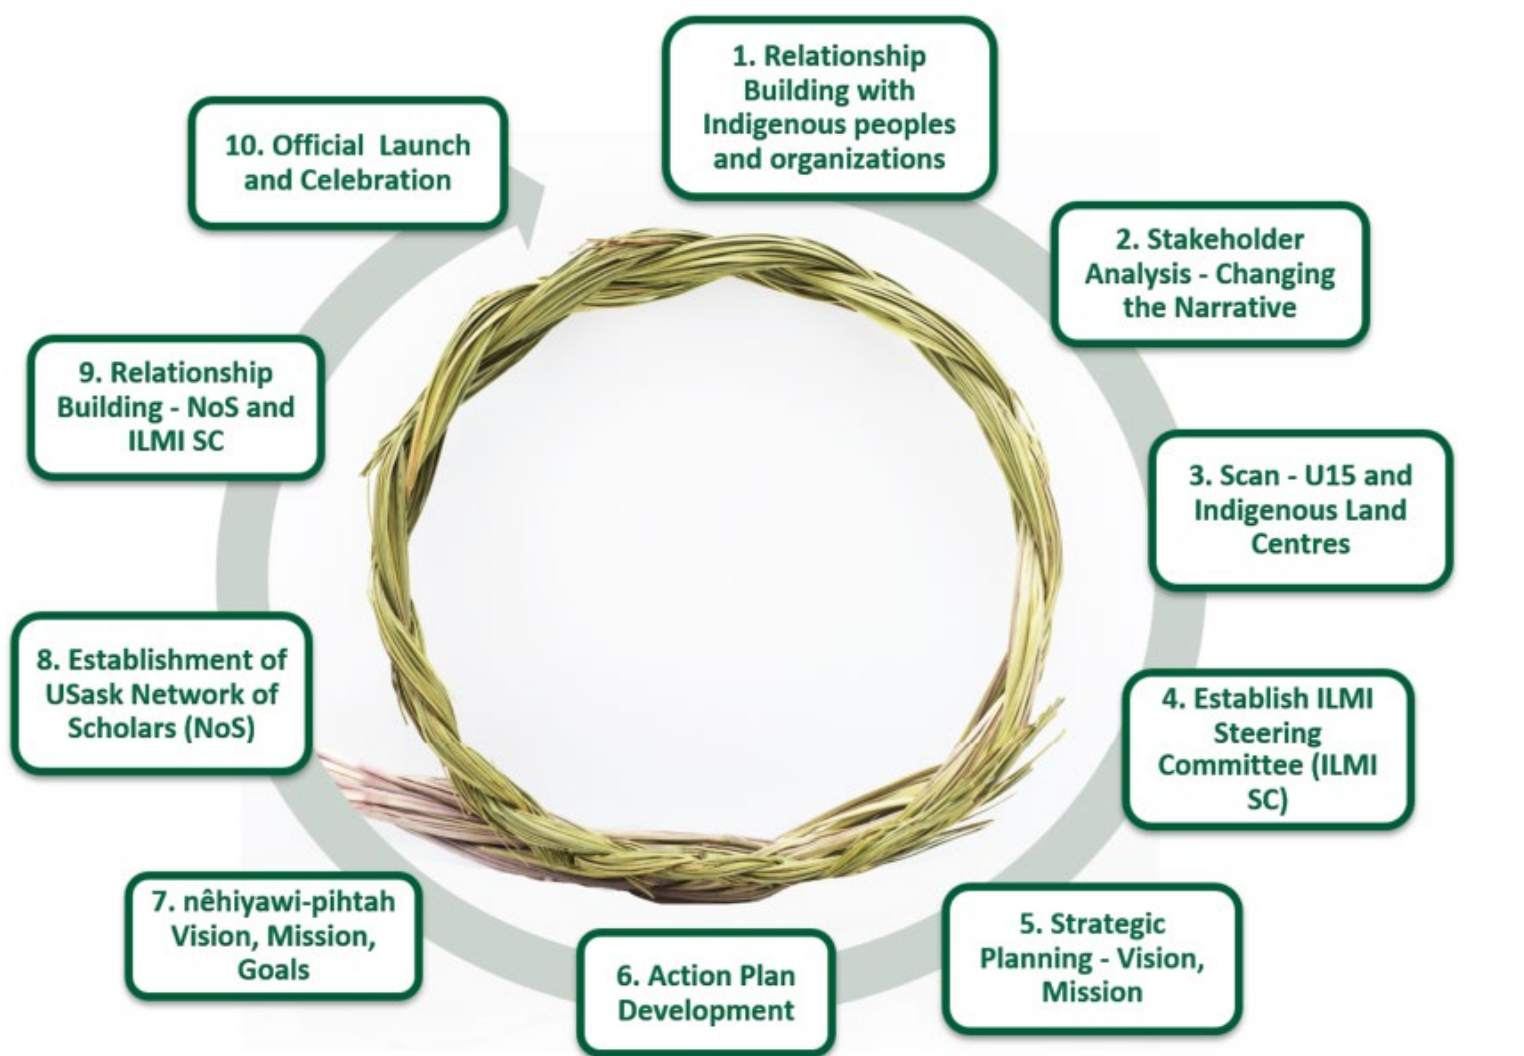 1. Relationship
Building with
Indigenous peoples
and organizations
2. Stakeholder
Analysis - Changing
the Narrative
3. Scan - U15 and
Indigenous Land
Centres
4. Establish ILMI
Steering
Committee (ILMI
SC)
5. Strategic
Planning - Vision,
Mission
6. Action Plan
Development
7. nêhiyawi-pihtah
Vision, Mission,
Goals
8. Establishment of
USask Network of
Scholars (NoS)
9. Relationship
Building - NoS and
ILMI SC
10. Official Launch
and Celebration